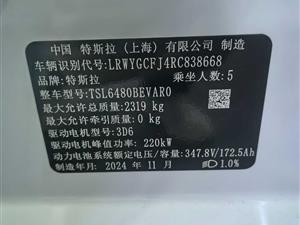 中国 特斯拉（上海）有限公司 制造
车辆识别代号:LRWYGCFJ4RC838668
品牌:特斯拉 乘坐人数:5
整车型号:TSL6480BEVAR0
最大允许总质量:2319 kg
最大允许牵引质量:0 kg
驱动电机型号:3D6
驱动电机峰值功率:220kW
动力电池系统额定电压/容量:347.8V/172.5Ah
制造年月:2024 年 11 月 1.0%